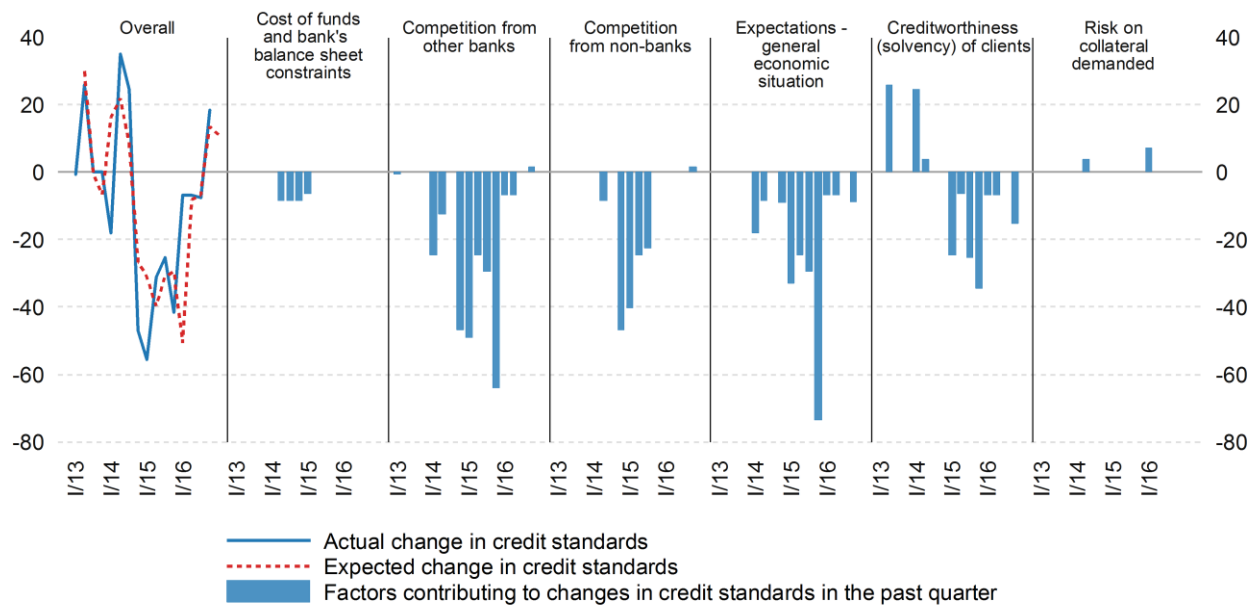 Overall
Cost of funds
and bank's
balance sheet
constraints
Competition from
other banks
Competition
from non-banks
Expectations -
general
economic
situation
Creditworthiness
(solvency) of clients
Risk on
collateral
demanded
40
20
0
-20
-40
-60
-80
40
20
0
-20
-40
-60
-80
I/13
I/14
I/15
I/16
I/13
I/14
I/15
I/16
I/13
I/14
I/15
I/16
I/13
I/14
I/15
I/16
I/13
I/14
I/15
I/16
I/13
I/14
I/15
I/16
I/13
I/14
I/15
I/16
Actual change in credit standards
Expected change in credit standards
Factors contributing to changes in credit standards in the past quarter